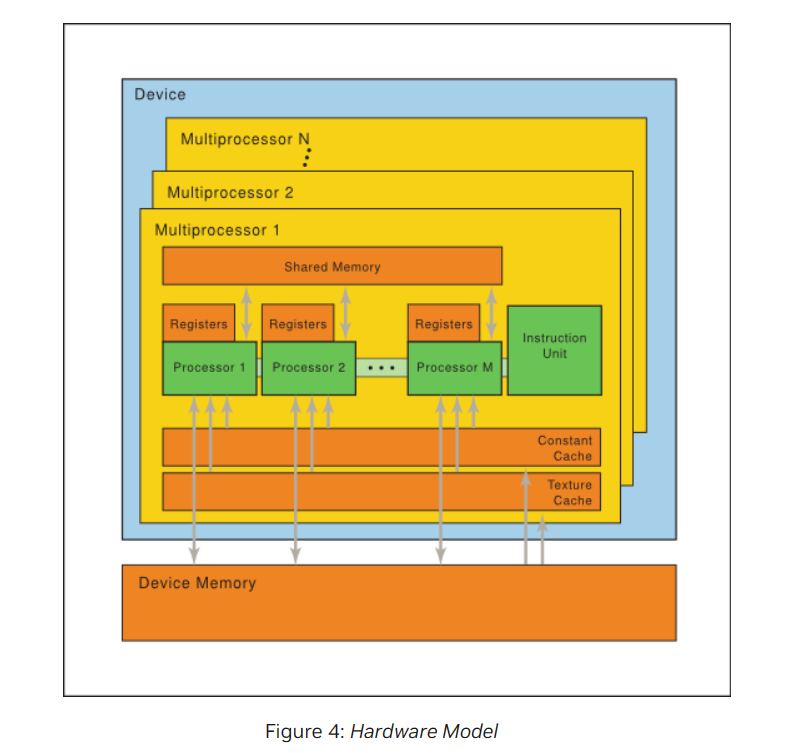 Device
Multiprocessor N
Multiprocessor 2
Multiprocessor 1
Shared Memory
Registers
Registers
Registers
Instruction
Unit
Processor 1
Processor 2
Processor M
Constant
Cache
Texture
Cache
Device Memory
Figure 4: Hardware Model